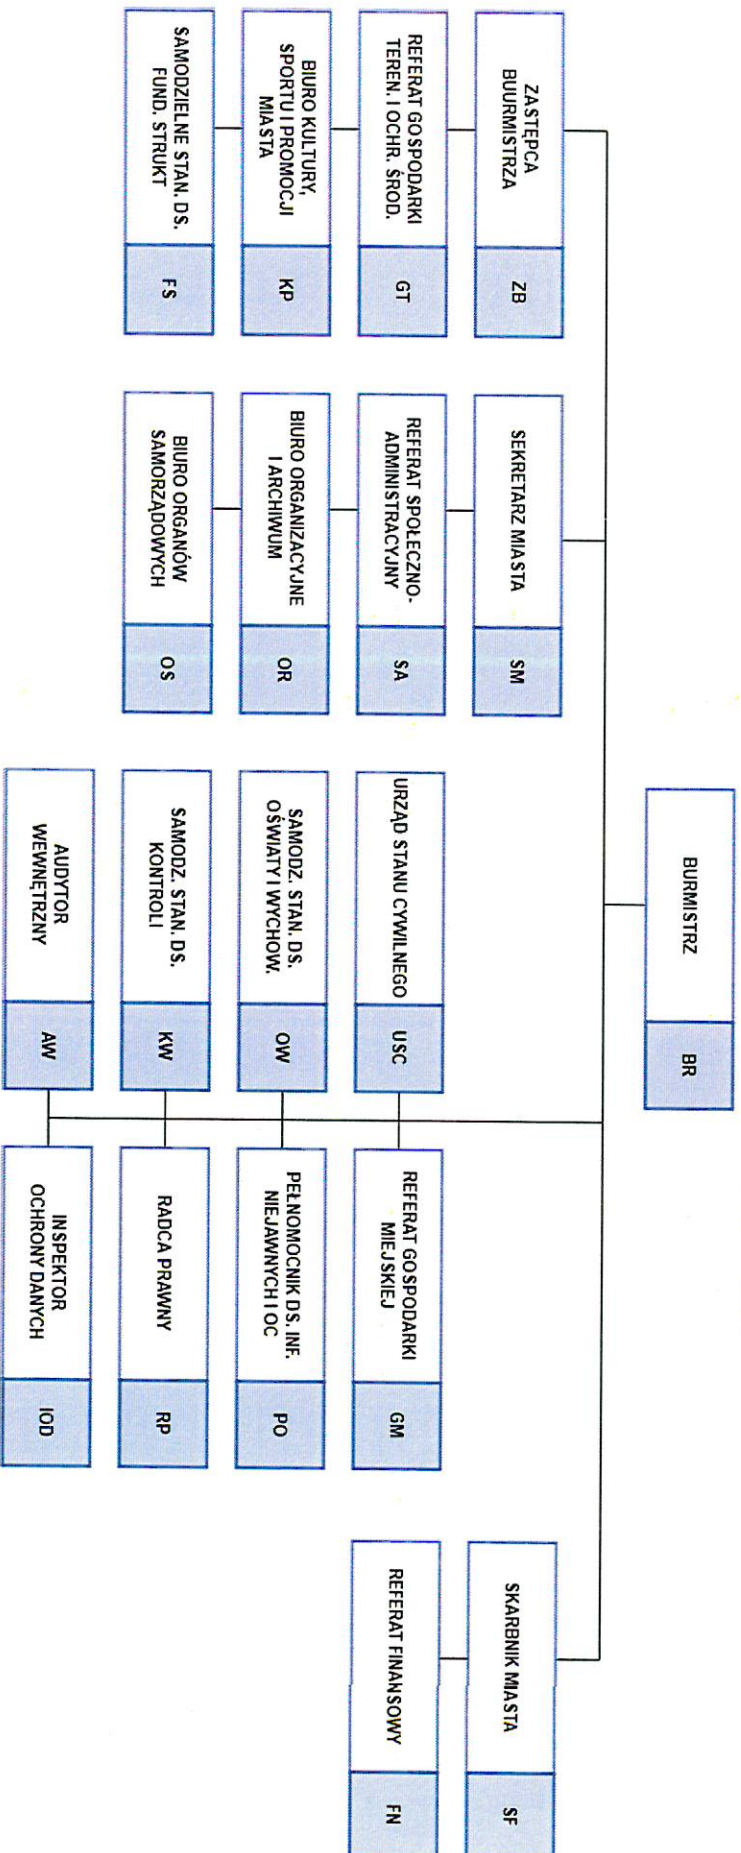 BURMISTRZ
BR
ZASTĘPCA
BUURMISTRZA
ZB
REFERAT GOSPODARKI
TEREN. I OCHR. ŚROD.
GT
BIURO KULTURY,
SPORTU I PROMOCJI
MIASTA
KP
SAMODZIELNE STAN. DS.
FUND. STRUKT
FS
SEKRETARZ MIASTA
SM
REFERAT SPOŁECZNO-
ADMINISTRACYJNY
SA
BIURO ORGANIZACYJNE
I ARCHIWUM
OR
BIURO ORGANÓW
SAMORZĄDOWYCH
OS
URZĄD STANU CYWILNEGO
USC
SAMODZ. STAN. DS.
OŚWIATY I WYCHOW.
OW
SAMODZ. STAN. DS.
KONTROLI
KW
AUDYTOR
WEWNĘTRZNY
AW
REFERAT GOSPODARKI
MIEJSKIEJ
GM
PEŁNOMOCNIK DS. INF.
NIEJAWNYCH I OC
PO
RADCA PRAWNY
RP
INSPEKTOR
OCHRONY DANYCH
IOD
SKARBNIK MIASTA
SF
REFERAT FINANSOWY
FN